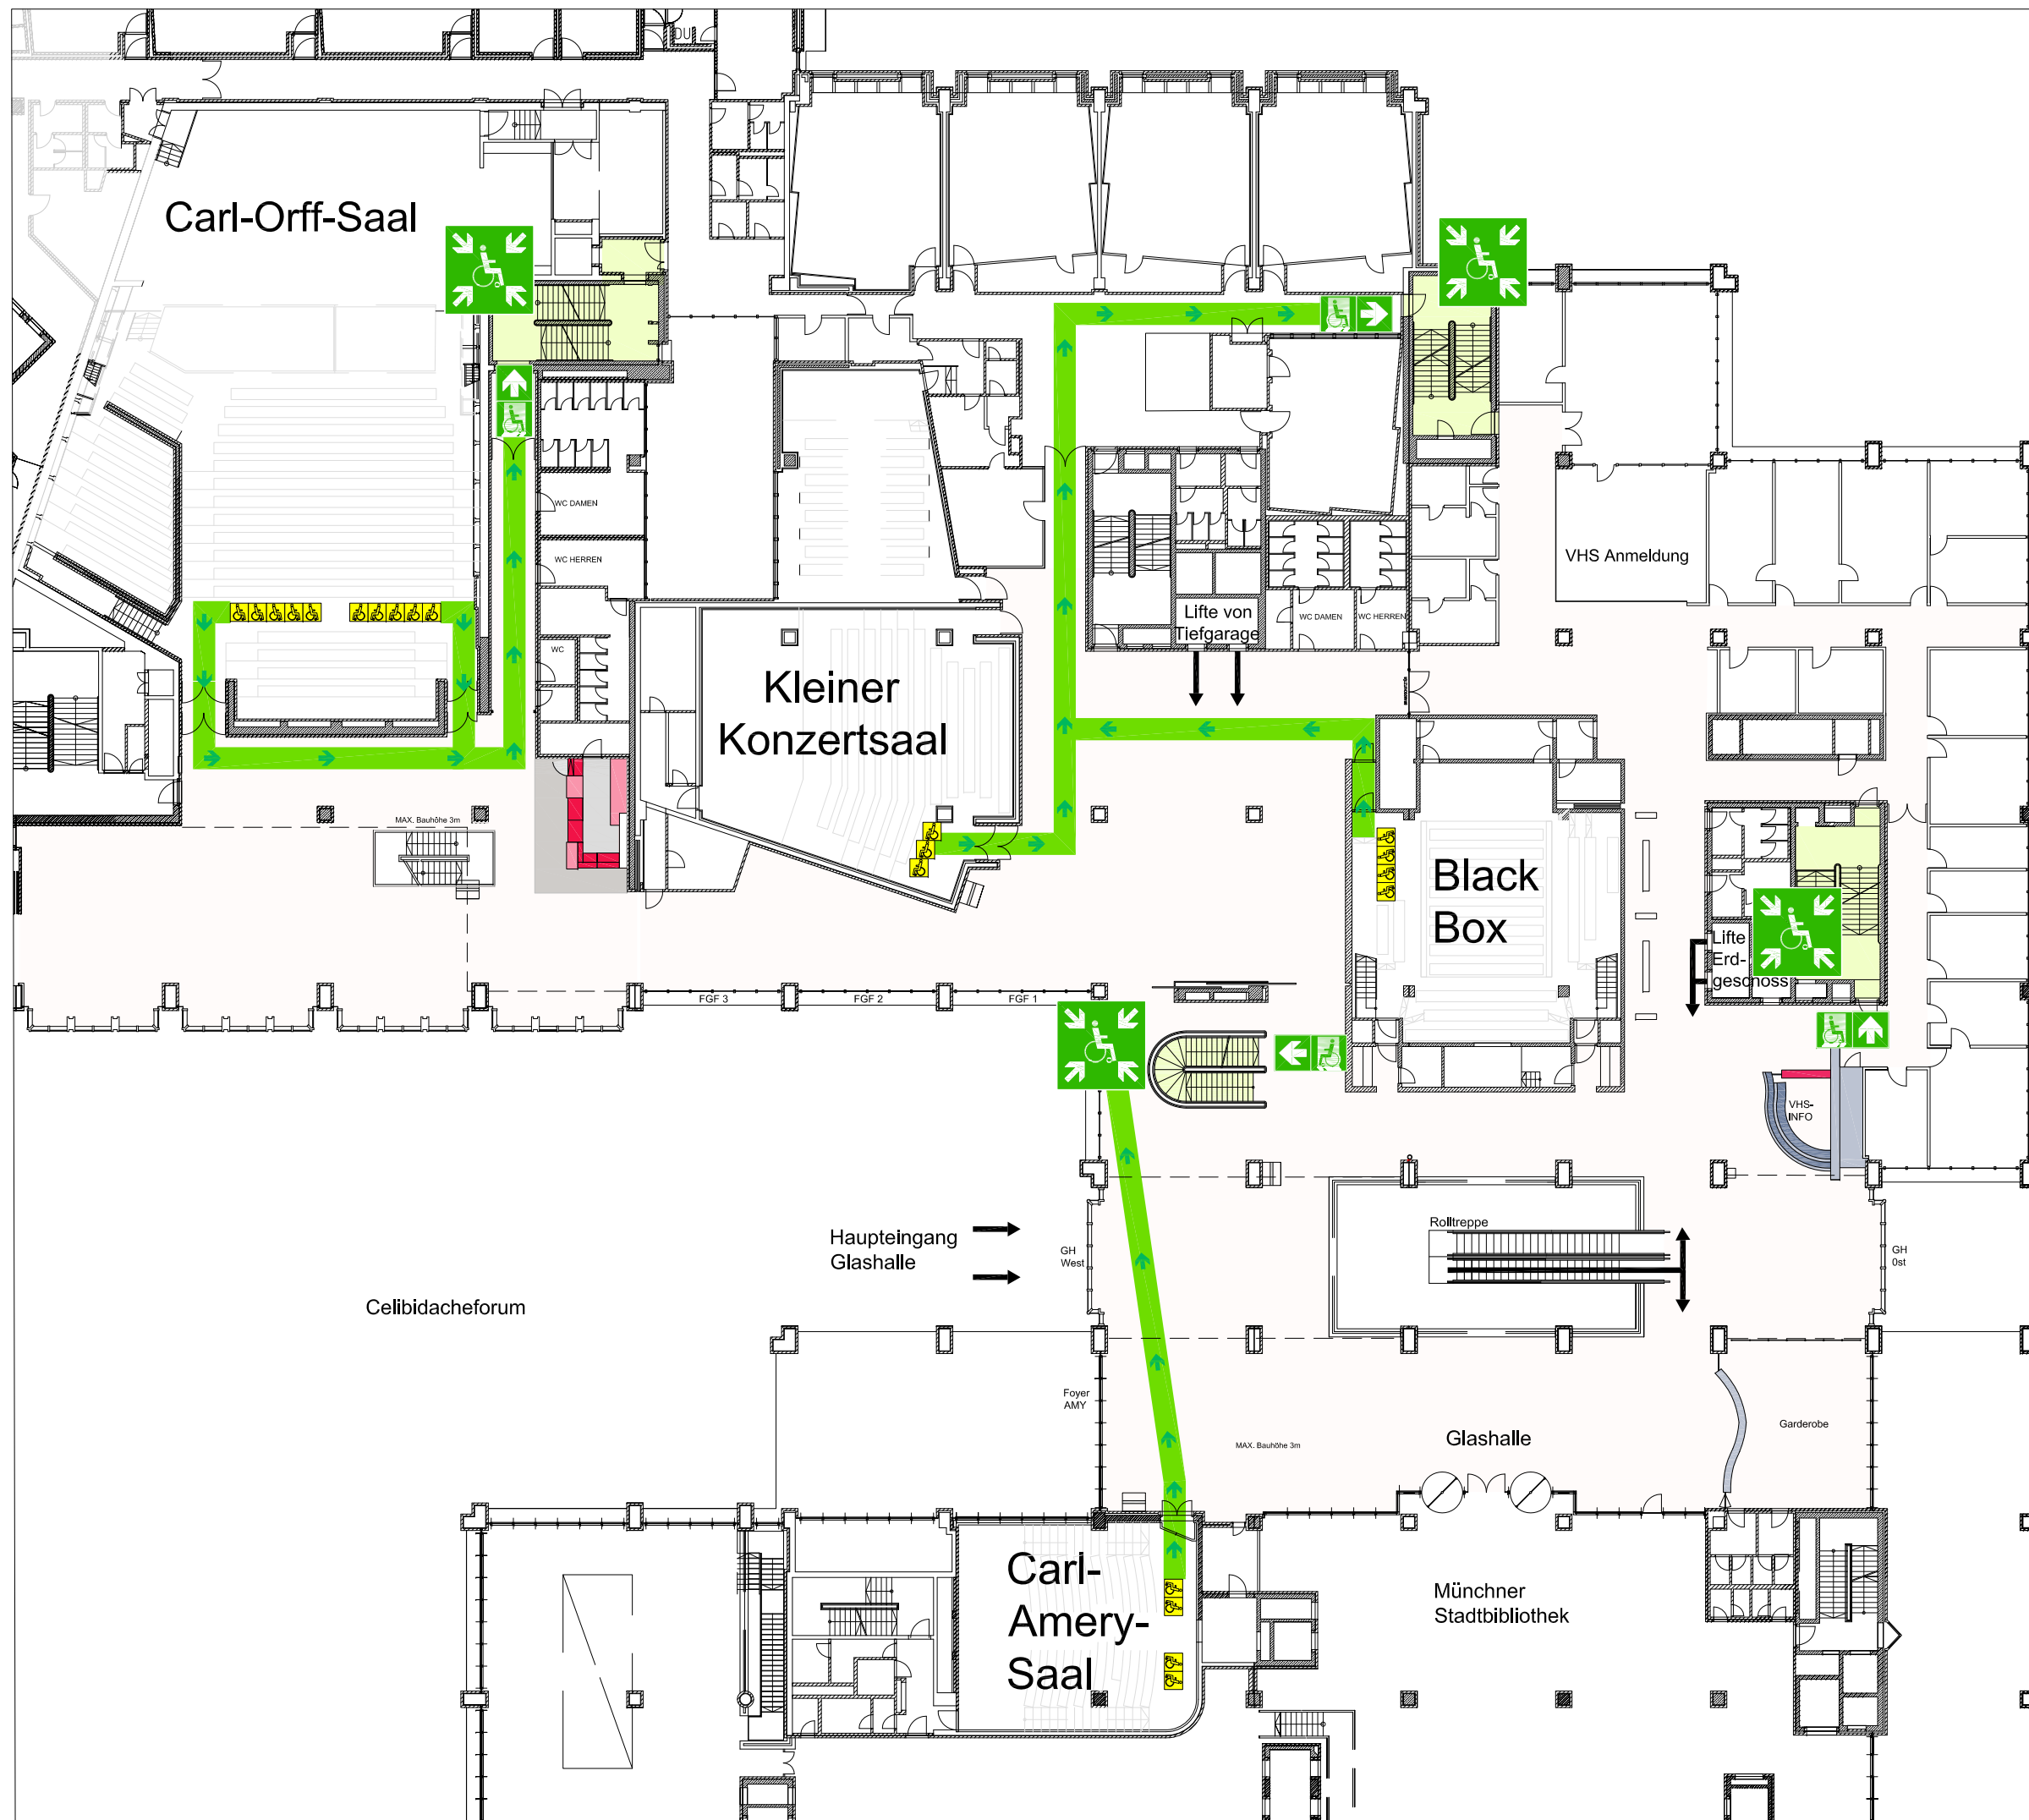 DU
Carl-Orff-Saal
WC DAMEN
WC HERREN
VHS Anmeldung
Lifte von
Tiefgarage
WC DAMEN
WC HERREN
WC
Kleiner
Konzertsaal
MAX. Bauhöhe 3m
Black
Box
Lifte
Erd-
geschoss
FGF 3
FGF 2
FGF 1
VHS-
INFO
Rolltreppe
Haupteingang
Glashalle
GH
West
GH
0st
Celibidacheforum
Foyer
AMY
Garderobe
MAX. Bauhöhe 3m
Glashalle
Carl-
Amery-
Saal
Münchner
Stadtbibliothek